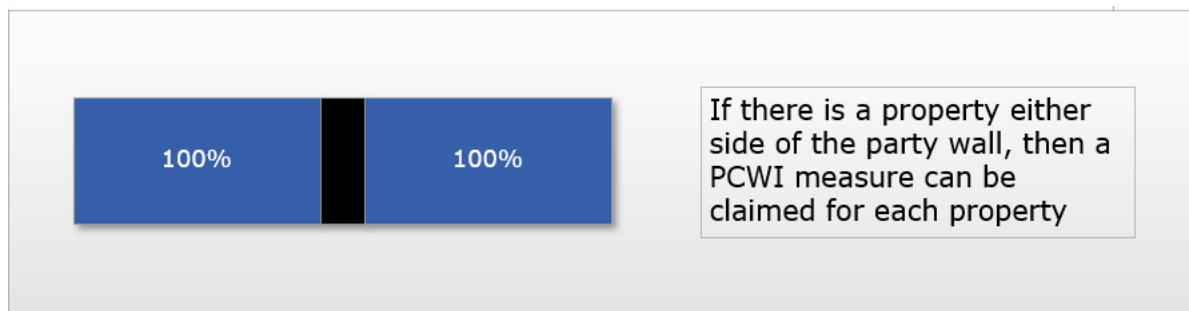 100%
100%
If there is a property either
side of the party wall, then a
PCWI measure can be
claimed for each property